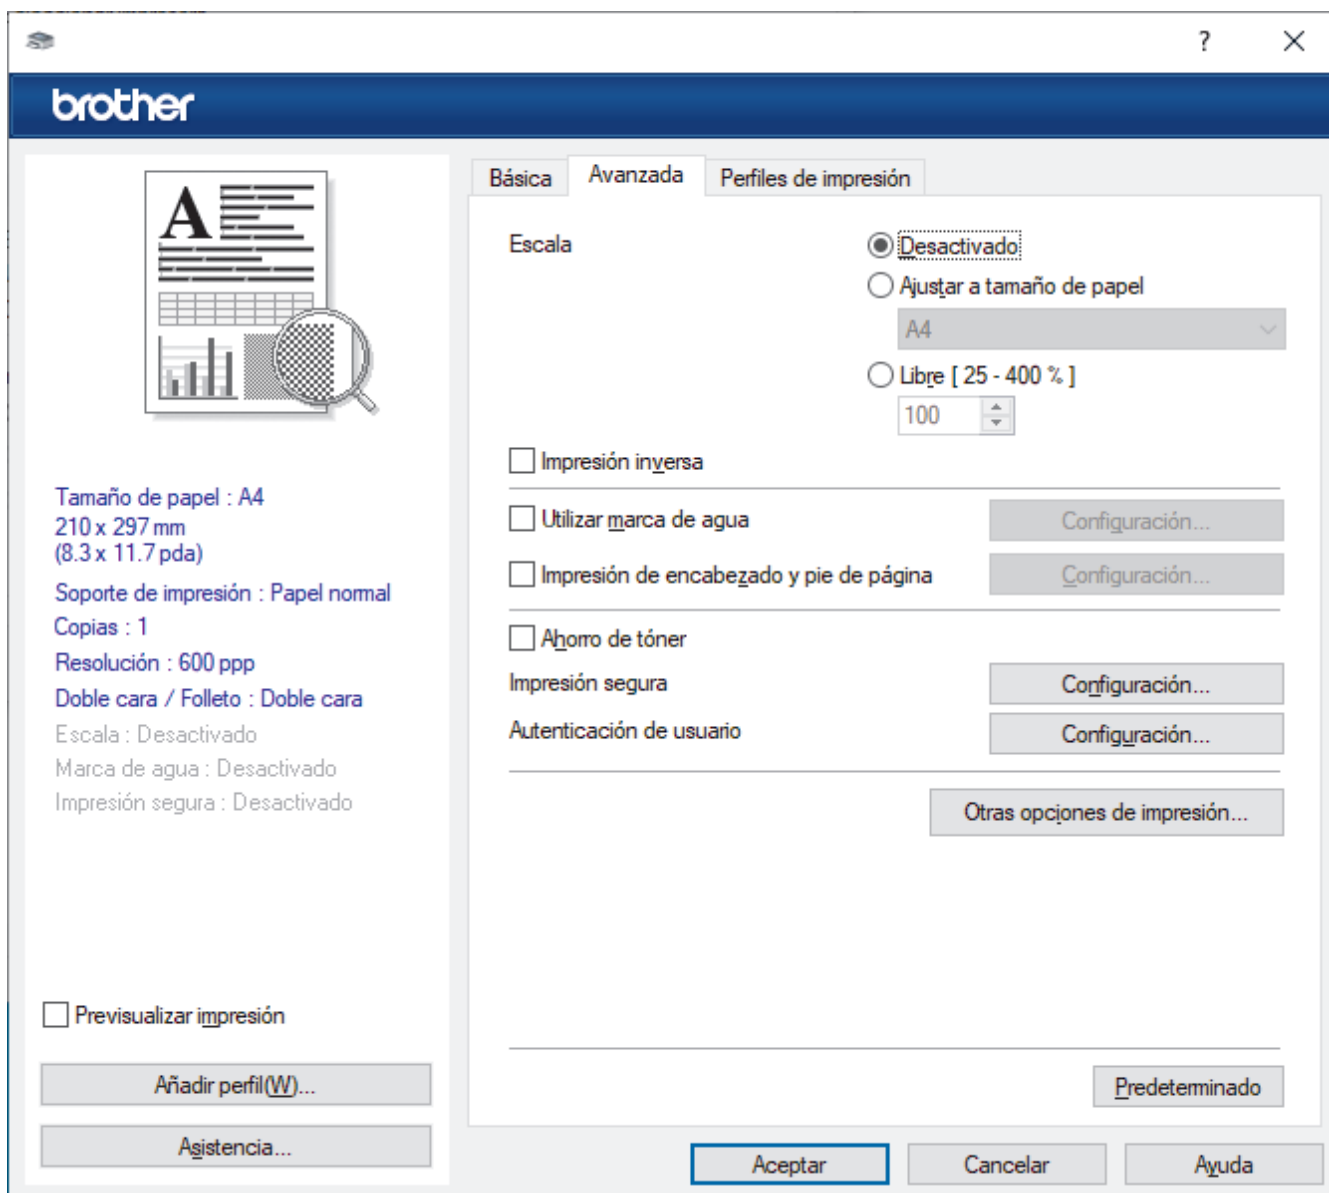 ?
brother
A
Básica
Avanzada
Perfiles de impresión
Escala
Desactivado
Ajustar a tamaño de papel
A4
Libre [ 25 - 400 % ]
100
Impresión inversa
Utilizar marca de agua
Configuración...
Impresión de encabezado y pie de página
Configuración...
Ahorro de tóner
Impresión segura
Configuración...
Autenticación de usuario
Configuración...
Otras opciones de impresión...
Predeterminado
Tamaño de papel : A4
210 x 297 mm
(8.3 x 11.7 pda)
Soporte de impresión : Papel normal
Copias : 1
Resolución : 600 ppp
Doble cara / Folleto : Doble cara
Escala : Desactivado
Marca de agua : Desactivado
Impresión segura : Desactivado
Previsualizar impresión
Añadir perfil(W)...
Asistencia...
Aceptar
Cancelar
Ayuda